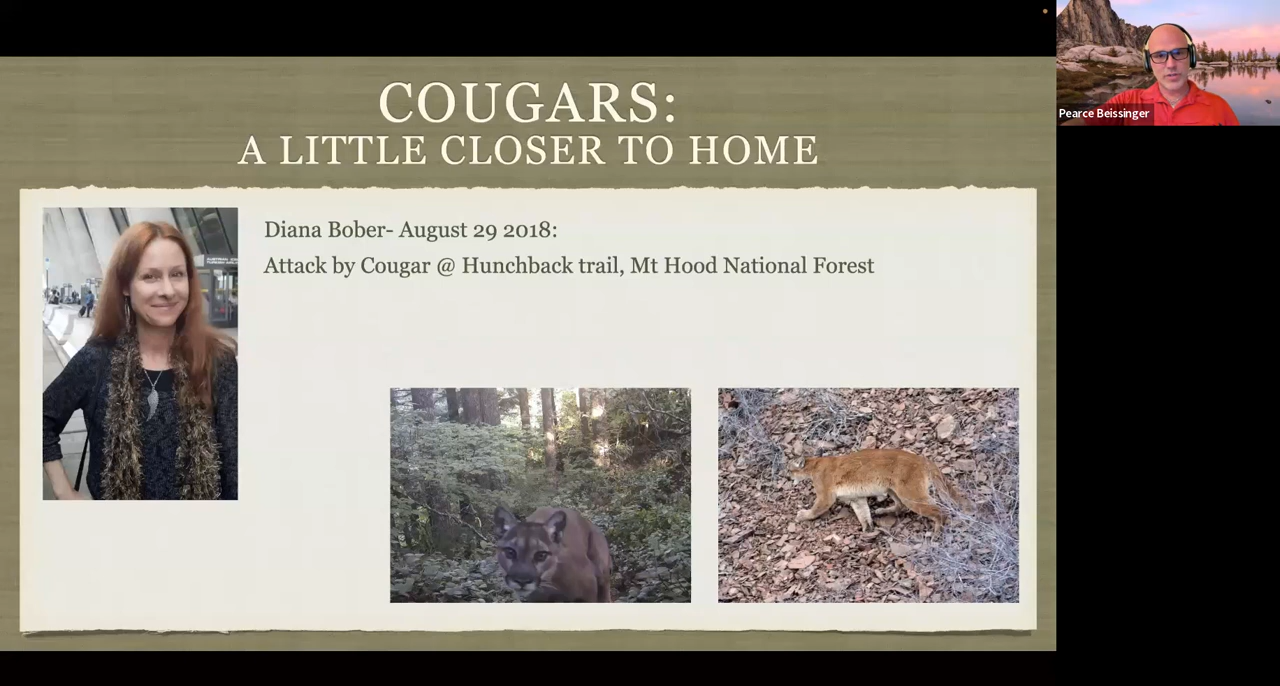 COUGARS:
A LITTLE CLOSER TO HOME
Diana Bober- August 29 2018:
Attack by Cougar @ Hunchback trail, Mt Hood National Forest
Pearce Beissinger